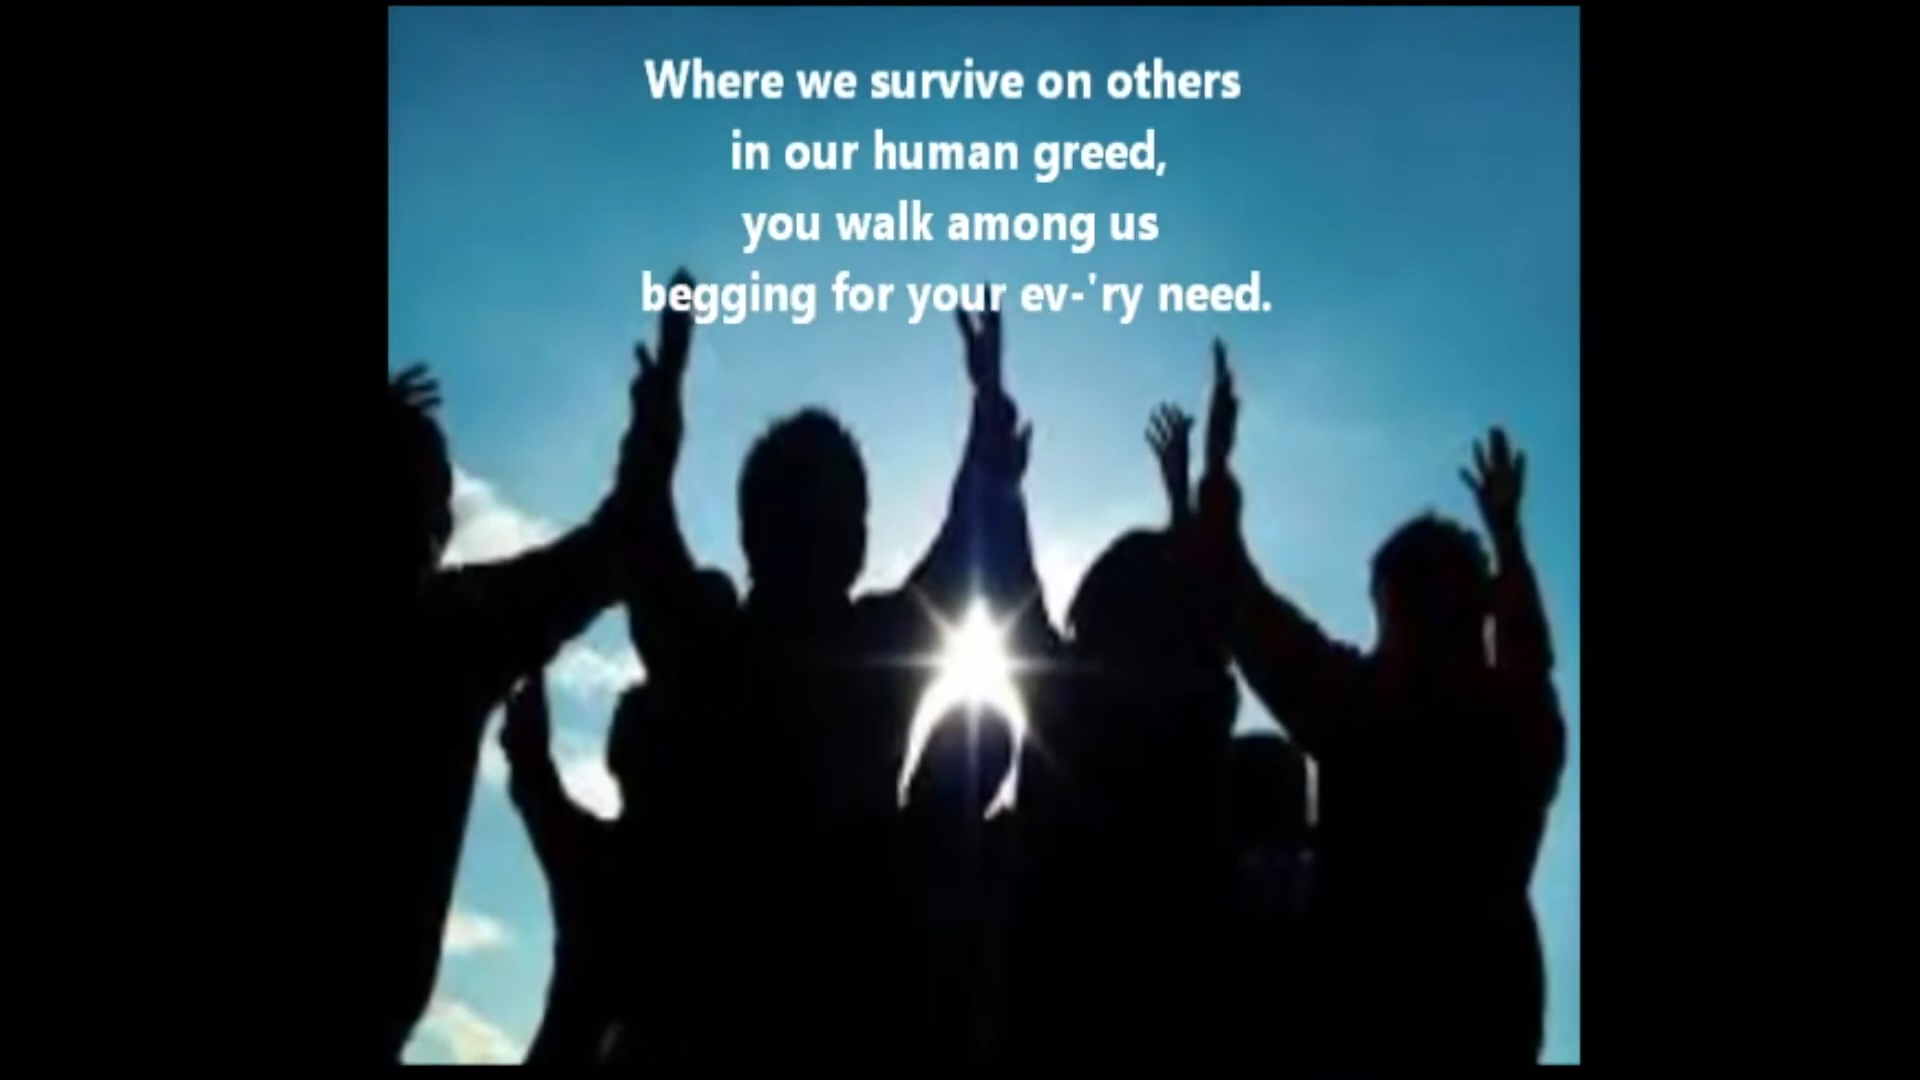 Where we survive on others
in our human greed,
you walk among us
begging for your ev-'ry need.